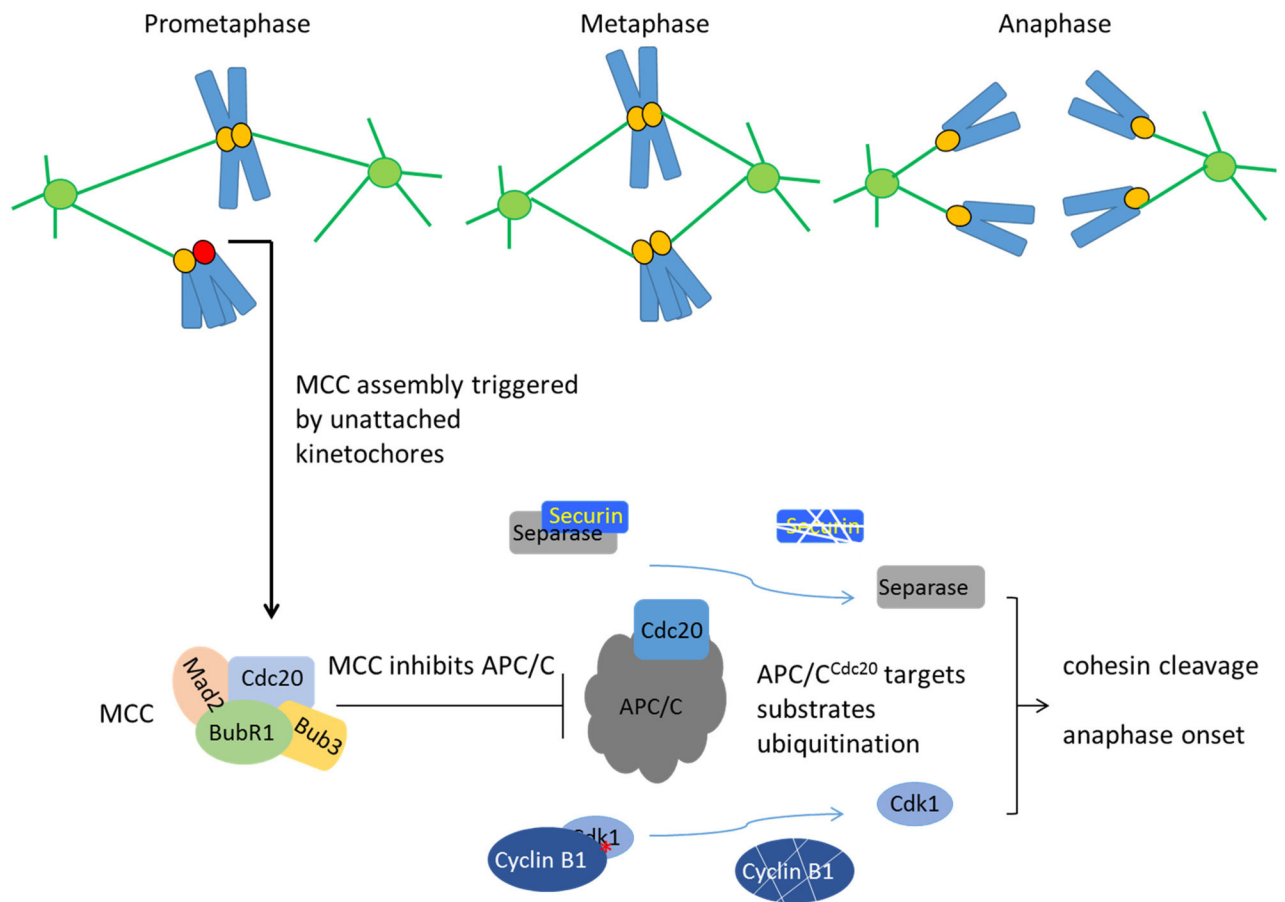 Prometaphase
Metaphase
Anaphase
MCC assembly triggered
by unattached
kinetochores
Securin
Separase
Securin
Separase
Cdc20
APC/C
Mad2
Cdc20
BubR1
Bub3
MCC
MCC inhibits APC/C
APC/C^Cdc20 targets
substrates
ubiquitination
cohesin cleavage
anaphase onset
Cdk1
Cdk1
*
Cyclin B1
Cyclin B1